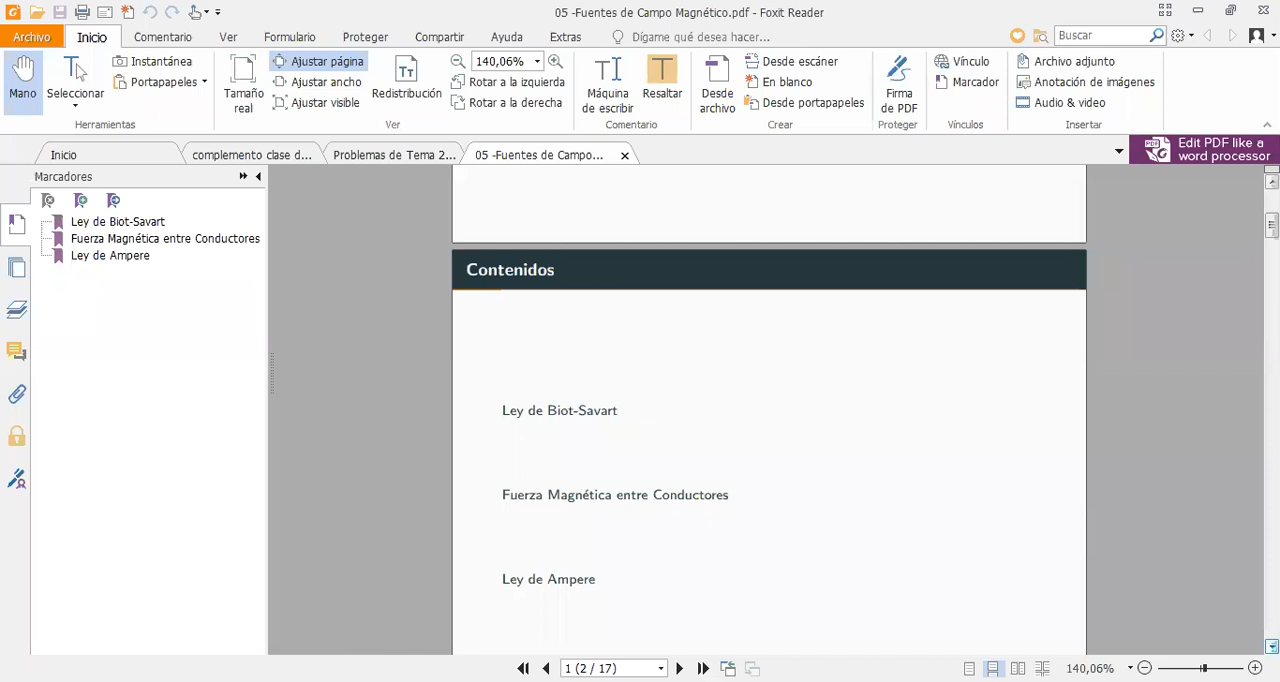 05 -Fuentes de Campo Magnético.pdf - Foxit Reader
Archivo Inicio Comentario Ver Formulario Proteger Compartir Ayuda Extras Dígame qué desea hacer... Buscar
Mano
Seleccionar
Instantánea
Portapapeles
Herramientas
Tamaño real
Ajustar página
Ajustar ancho
Ajustar visible
Redistribución
140,06%
Rotar a la izquierda
Rotar a la derecha
Ver
Máquina de escribir
Resaltar
Comentario
Desde archivo
Desde escáner
En blanco
Desde portapapeles
Crear
Firma de PDF
Proteger
Vínculo
Marcador
Vínculos
Archivo adjunto
Anotación de imágenes
Audio & video
Insertar
Inicio complemento clase d... Problemas de Tema 2... 05 -Fuentes de Campo...
Edit PDF like a
word processor
Marcadores
Ley de Biot-Savart
Fuerza Magnética entre Conductores
Ley de Ampere
Contenidos
Ley de Biot-Savart
Fuerza Magnética entre Conductores
Ley de Ampere
1 (2 / 17) 140,06%